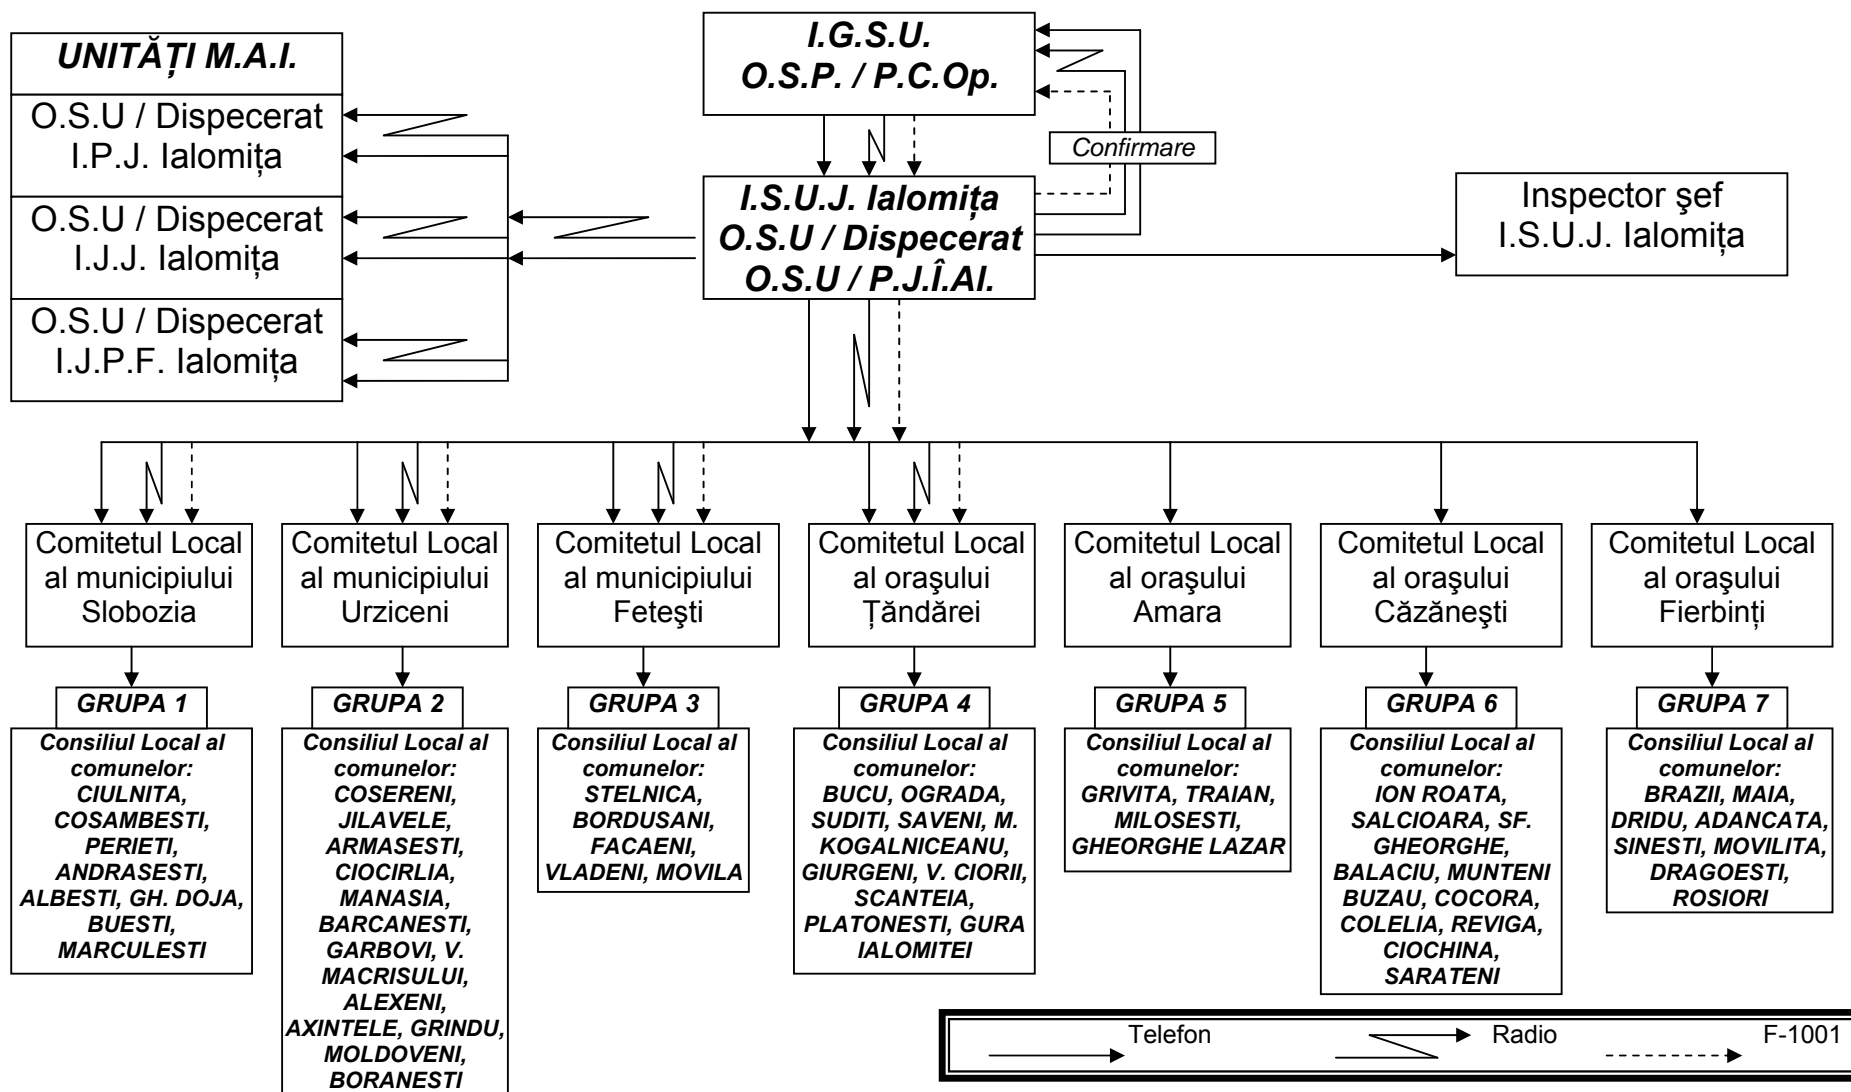 UNITĂȚI M.A.I.
O.S.U / Dispecerat
I.P.J. Ialomița
O.S.U / Dispecerat
I.J.J. Ialomița
O.S.U / Dispecerat
I.J.P.F. Ialomița
I.G.S.U.
O.S.P. / P.C.Op.
Confirmare
I.S.U.J. Ialomița
O.S.U / Dispecerat
O.S.U / P.J.Î.Al.
Inspector şef
I.S.U.J. Ialomița
Comitetul Local
al municipiului
Slobozia
Comitetul Local
al municipiului
Urziceni
Comitetul Local
al municipiului
Feteşti
Comitetul Local
al oraşului
Țăndărei
Comitetul Local
al oraşului
Amara
Comitetul Local
al oraşului
Căzăneşti
Comitetul Local
al oraşului
Fierbinți
GRUPA 1
Consiliul Local al
comunelor:
CIULNITA,
COSAMBESTI,
PERIETI,
ANDRASESTI,
ALBESTI, GH. DOJA,
BUESTI,
MARCULESTI
GRUPA 2
Consiliul Local al
comunelor:
COSERENI,
JILAVELE,
ARMASESTI,
CIOCIRLIA,
MANASIA,
BARCANESTI,
GARBOVI, V.
MACRISULUI,
ALEXENI,
AXINTELE, GRINDU,
MOLDOVENI,
BORANESTI
GRUPA 3
Consiliul Local al
comunelor:
STELNICA,
BORDUSANI,
FACAENI,
VLADENI, MOVILA
GRUPA 4
Consiliul Local al
comunelor:
BUCU, OGRADA,
SUDITI, SAVENI, M.
KOGALNICEANU,
GIURGENI, V. CIORII,
SCANTEIA,
PLATONESTI, GURA
IALOMITEI
GRUPA 5
Consiliul Local al
comunelor:
GRIVITA, TRAIAN,
MILOSESTI,
GHEORGHE LAZAR
GRUPA 6
Consiliul Local al
comunelor:
ION ROATA,
SALCIOARA, SF.
GHEORGHE,
BALACIU, MUNTENI
BUZAU, COCORA,
COLELIA, REVIGA,
CIOCHINA,
SARATENI
GRUPA 7
Consiliul Local al
comunelor:
BRAZII, MAIA,
DRIDU, ADANCATA,
SINESTI, MOVILITA,
DRAGOESTI,
ROSIORI
Telefon Radio F-1001